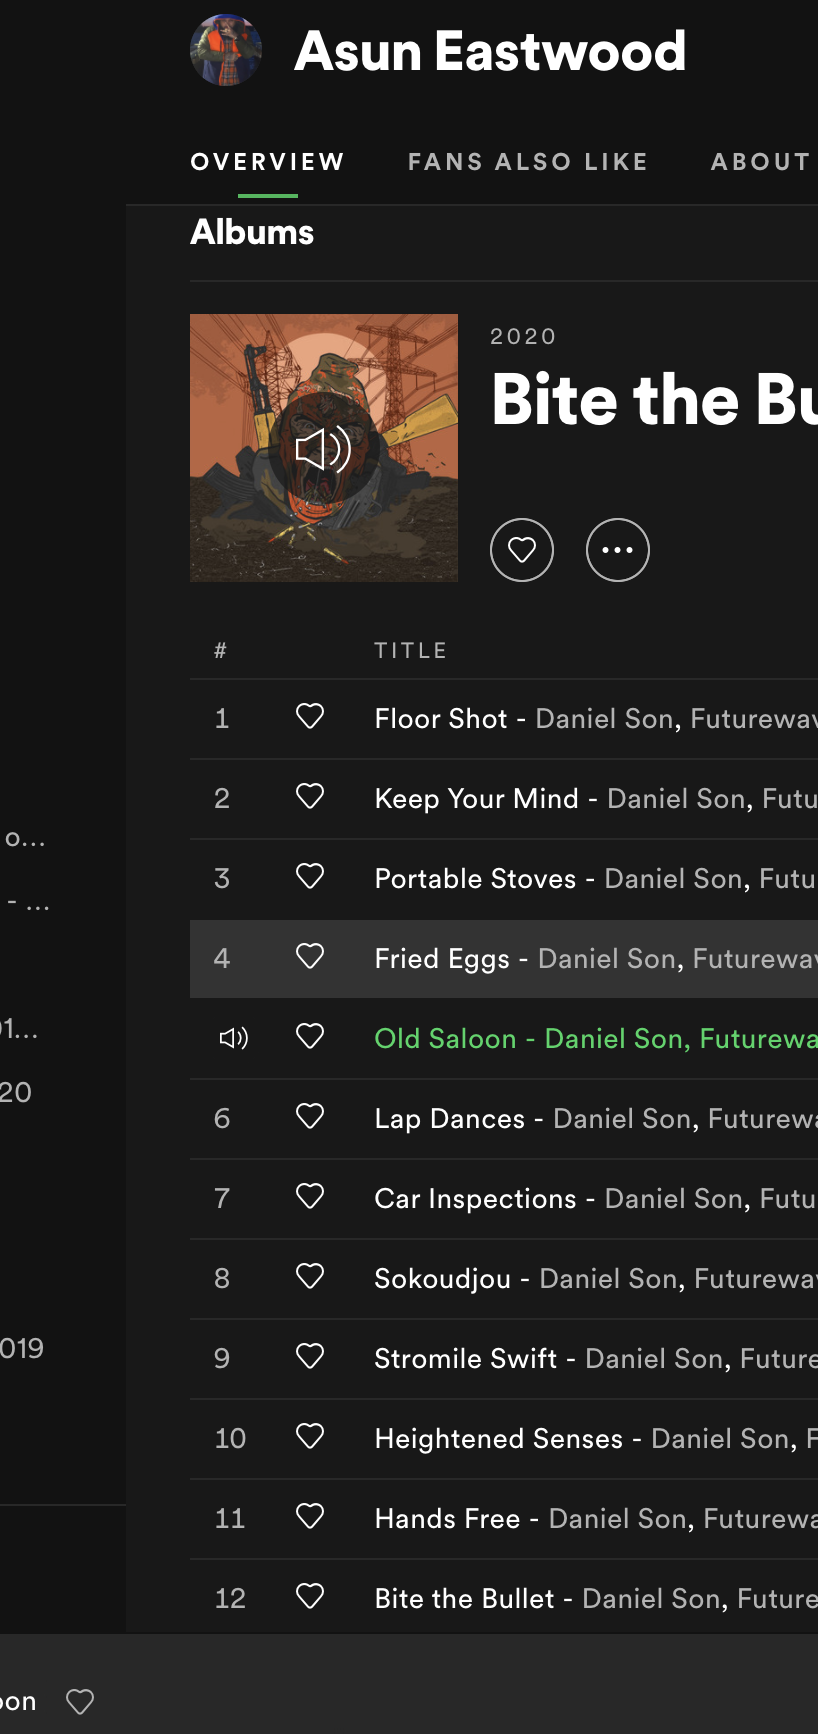 Asun Eastwood
OVERVIEW FANS ALSO LIKE ABOUT
Albums
2020
Bite the Bu
# TITLE
1 Floor Shot - Daniel Son, Futurewav
2 Keep Your Mind - Daniel Son, Futu
3 Portable Stoves - Daniel Son, Futu
4 Fried Eggs - Daniel Son, Futurewav
Old Saloon - Daniel Son, Futurewa
6 Lap Dances - Daniel Son, Futurewa
7 Car Inspections - Daniel Son, Futu
8 Sokoudjou - Daniel Son, Futurewav
9 Stromile Swift - Daniel Son, Future
10 Heightened Senses - Daniel Son, F
11 Hands Free - Daniel Son, Futurewa
12 Bite the Bullet - Daniel Son, Future
o...
- ...
01...
20
019
oon